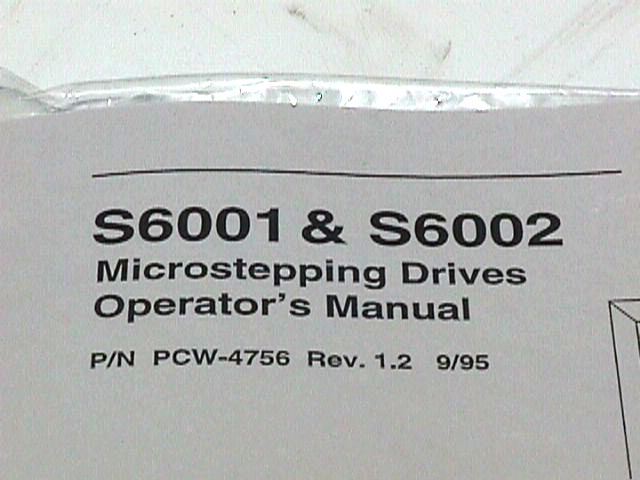 S6001 & S6002
Microstepping Drives
Operator's Manual
P/N PCW-4756 Rev. 1.2 9/95